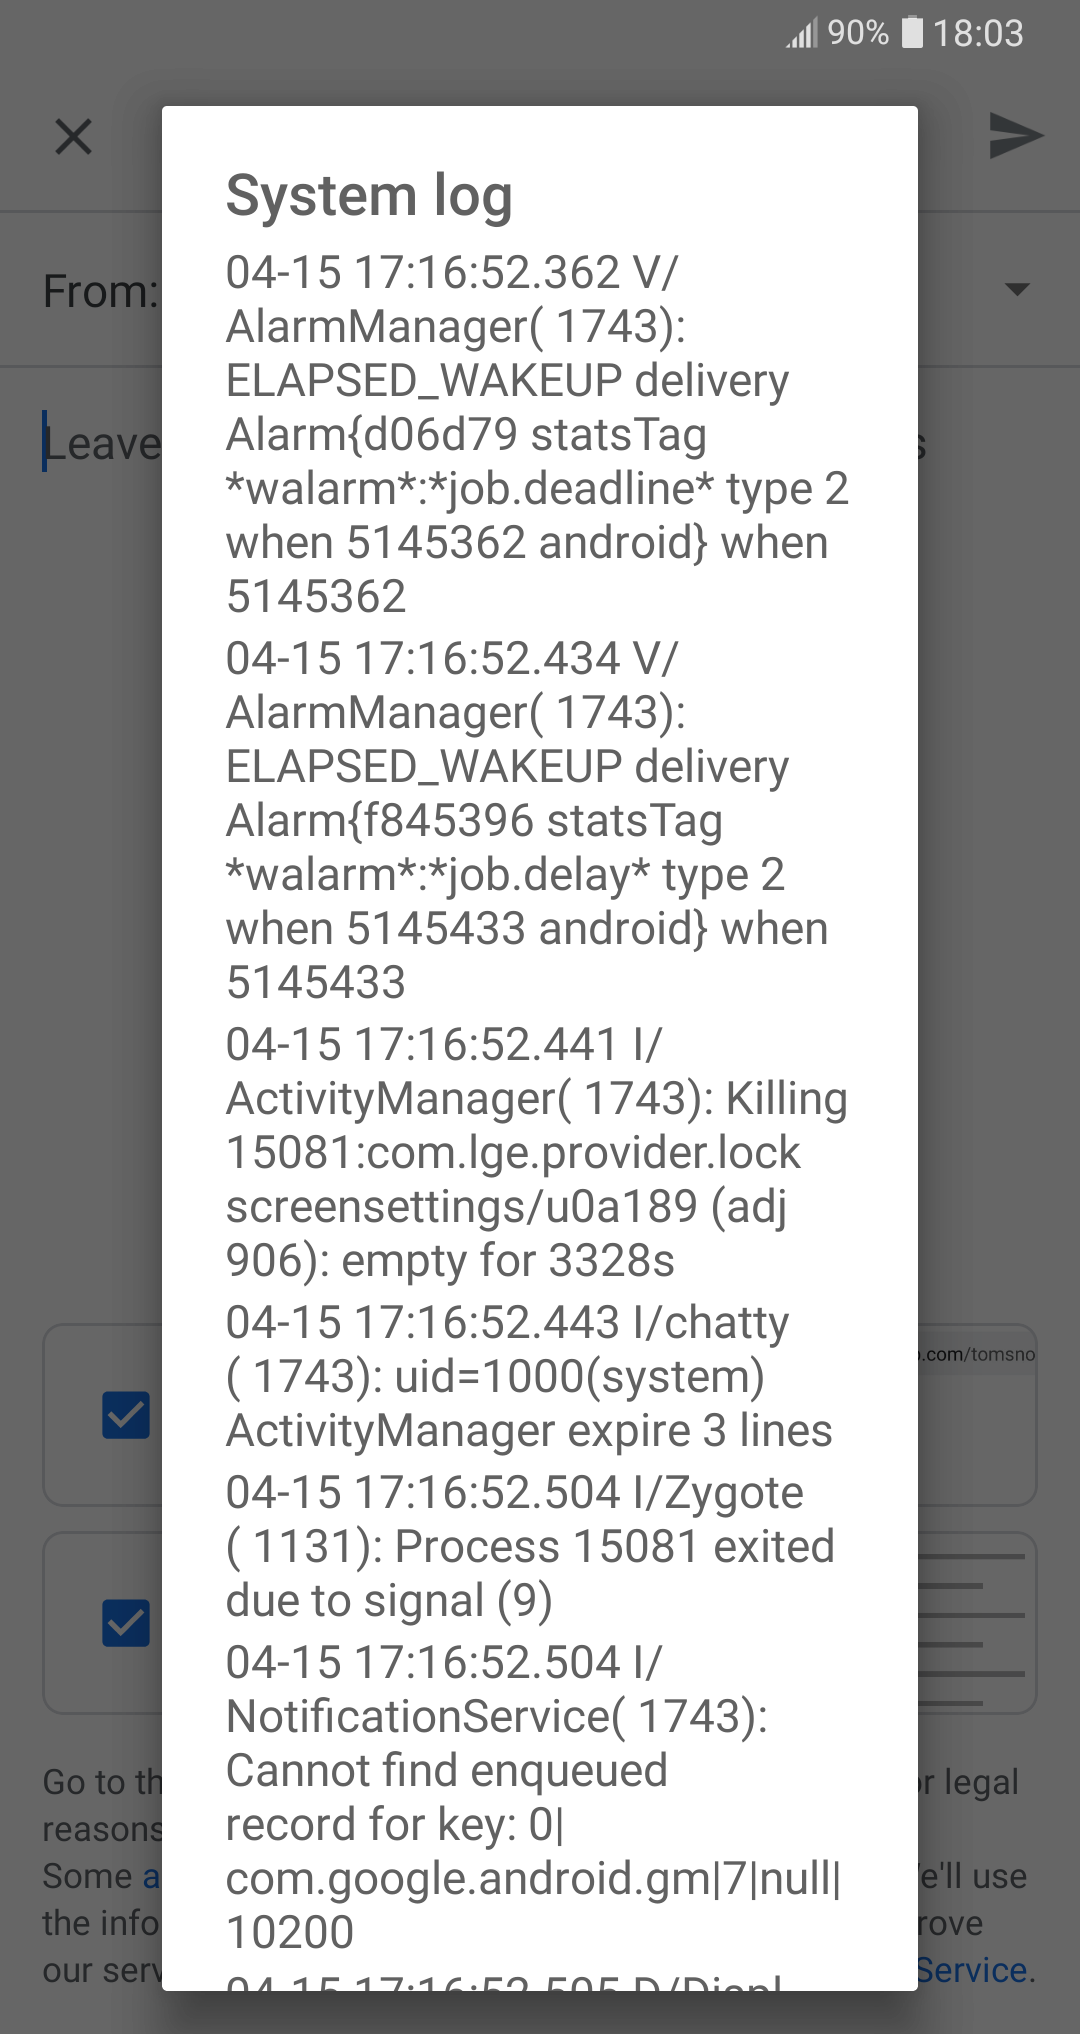 90% 18:03
System log
04-15 17:16:52.362 V/
AlarmManager( 1743):
ELAPSED_WAKEUP delivery
Alarm{d06d79 statsTag
*walarm*:*job.deadline* type 2
when 5145362 android} when
5145362
04-15 17:16:52.434 V/
AlarmManager( 1743):
ELAPSED_WAKEUP delivery
Alarm{f845396 statsTag
*walarm*:*job.delay* type 2
when 5145433 android} when
5145433
04-15 17:16:52.441 I/
ActivityManager( 1743): Killing
15081:com.lge.provider.lock
screensettings/u0a189 (adj
906): empty for 3328s
04-15 17:16:52.443 I/chatty
( 1743): uid=1000(system)
ActivityManager expire 3 lines
04-15 17:16:52.504 I/Zygote
( 1131): Process 15081 exited
due to signal (9)
04-15 17:16:52.504 I/
NotificationService( 1743):
Cannot find enqueued
record for key: 0|
com.google.android.gm|7|null|
10200
04-15 17:16:52.505 D/Displ
From:
Leave s
.com/tomsno
Go to th r legal
reasons
Some a 'll use
the info rove
our serv Service.